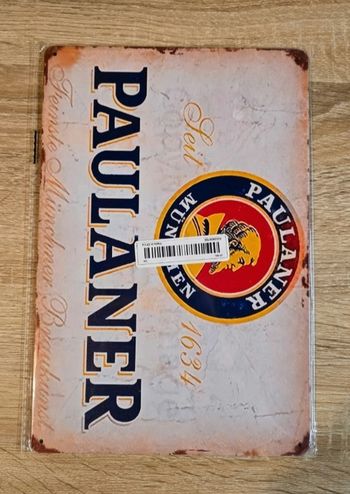 PAULANER
MÜNCHEN
Seit 1634
PAULANER
Feinste Münchner Braukunst